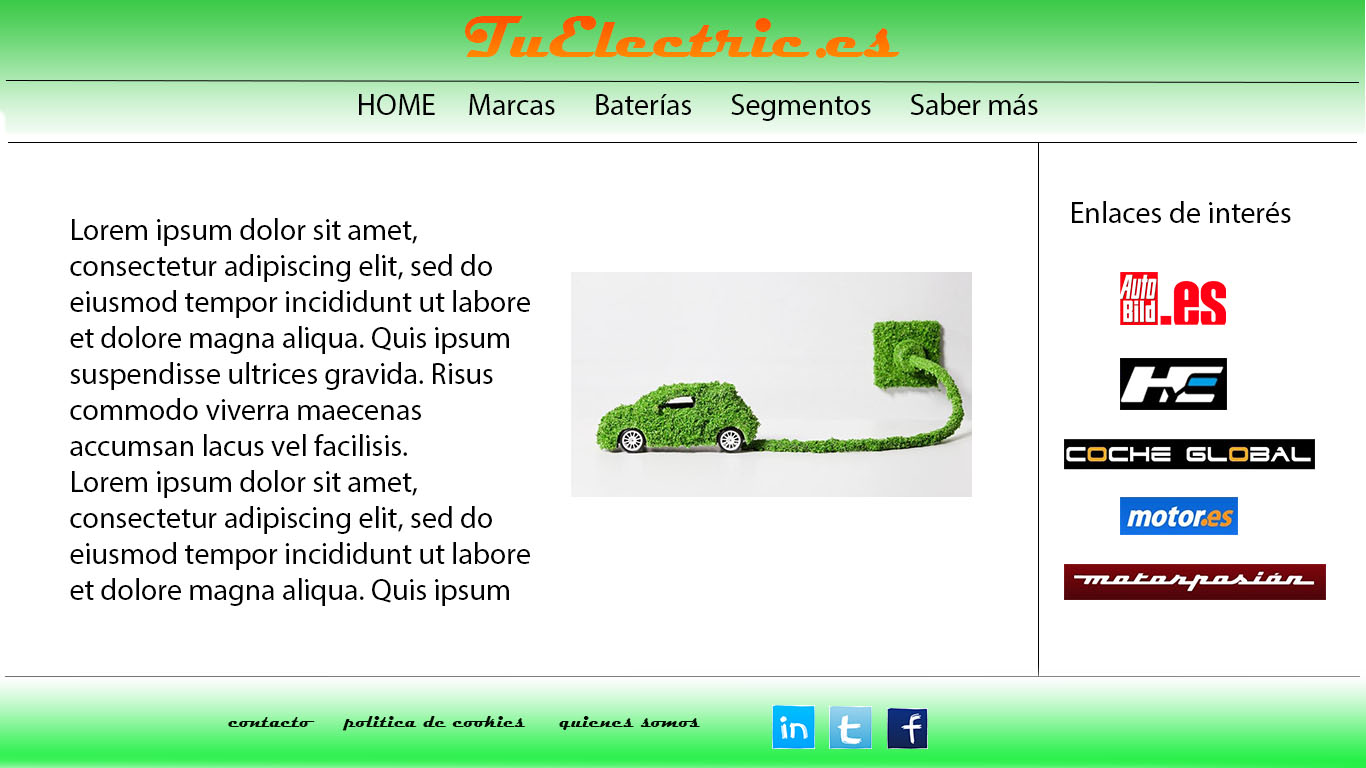 TuElectric.es
HOME Marcas Baterías Segmentos Saber más
Lorem ipsum dolor sit amet,
consectetur adipiscing elit, sed do
eiusmod tempor incididunt ut labore
et dolore magna aliqua. Quis ipsum
suspendisse ultrices gravida. Risus
commodo viverra maecenas
accumsan lacus vel facilisis.
Lorem ipsum dolor sit amet,
consectetur adipiscing elit, sed do
eiusmod tempor incididunt ut labore
et dolore magna aliqua. Quis ipsum
Enlaces de interés
Auto
Bild.es
HyE
COCHE GLOBAL
motor.es
motorpasión
contacto politica de cookies quienes somos
in t f